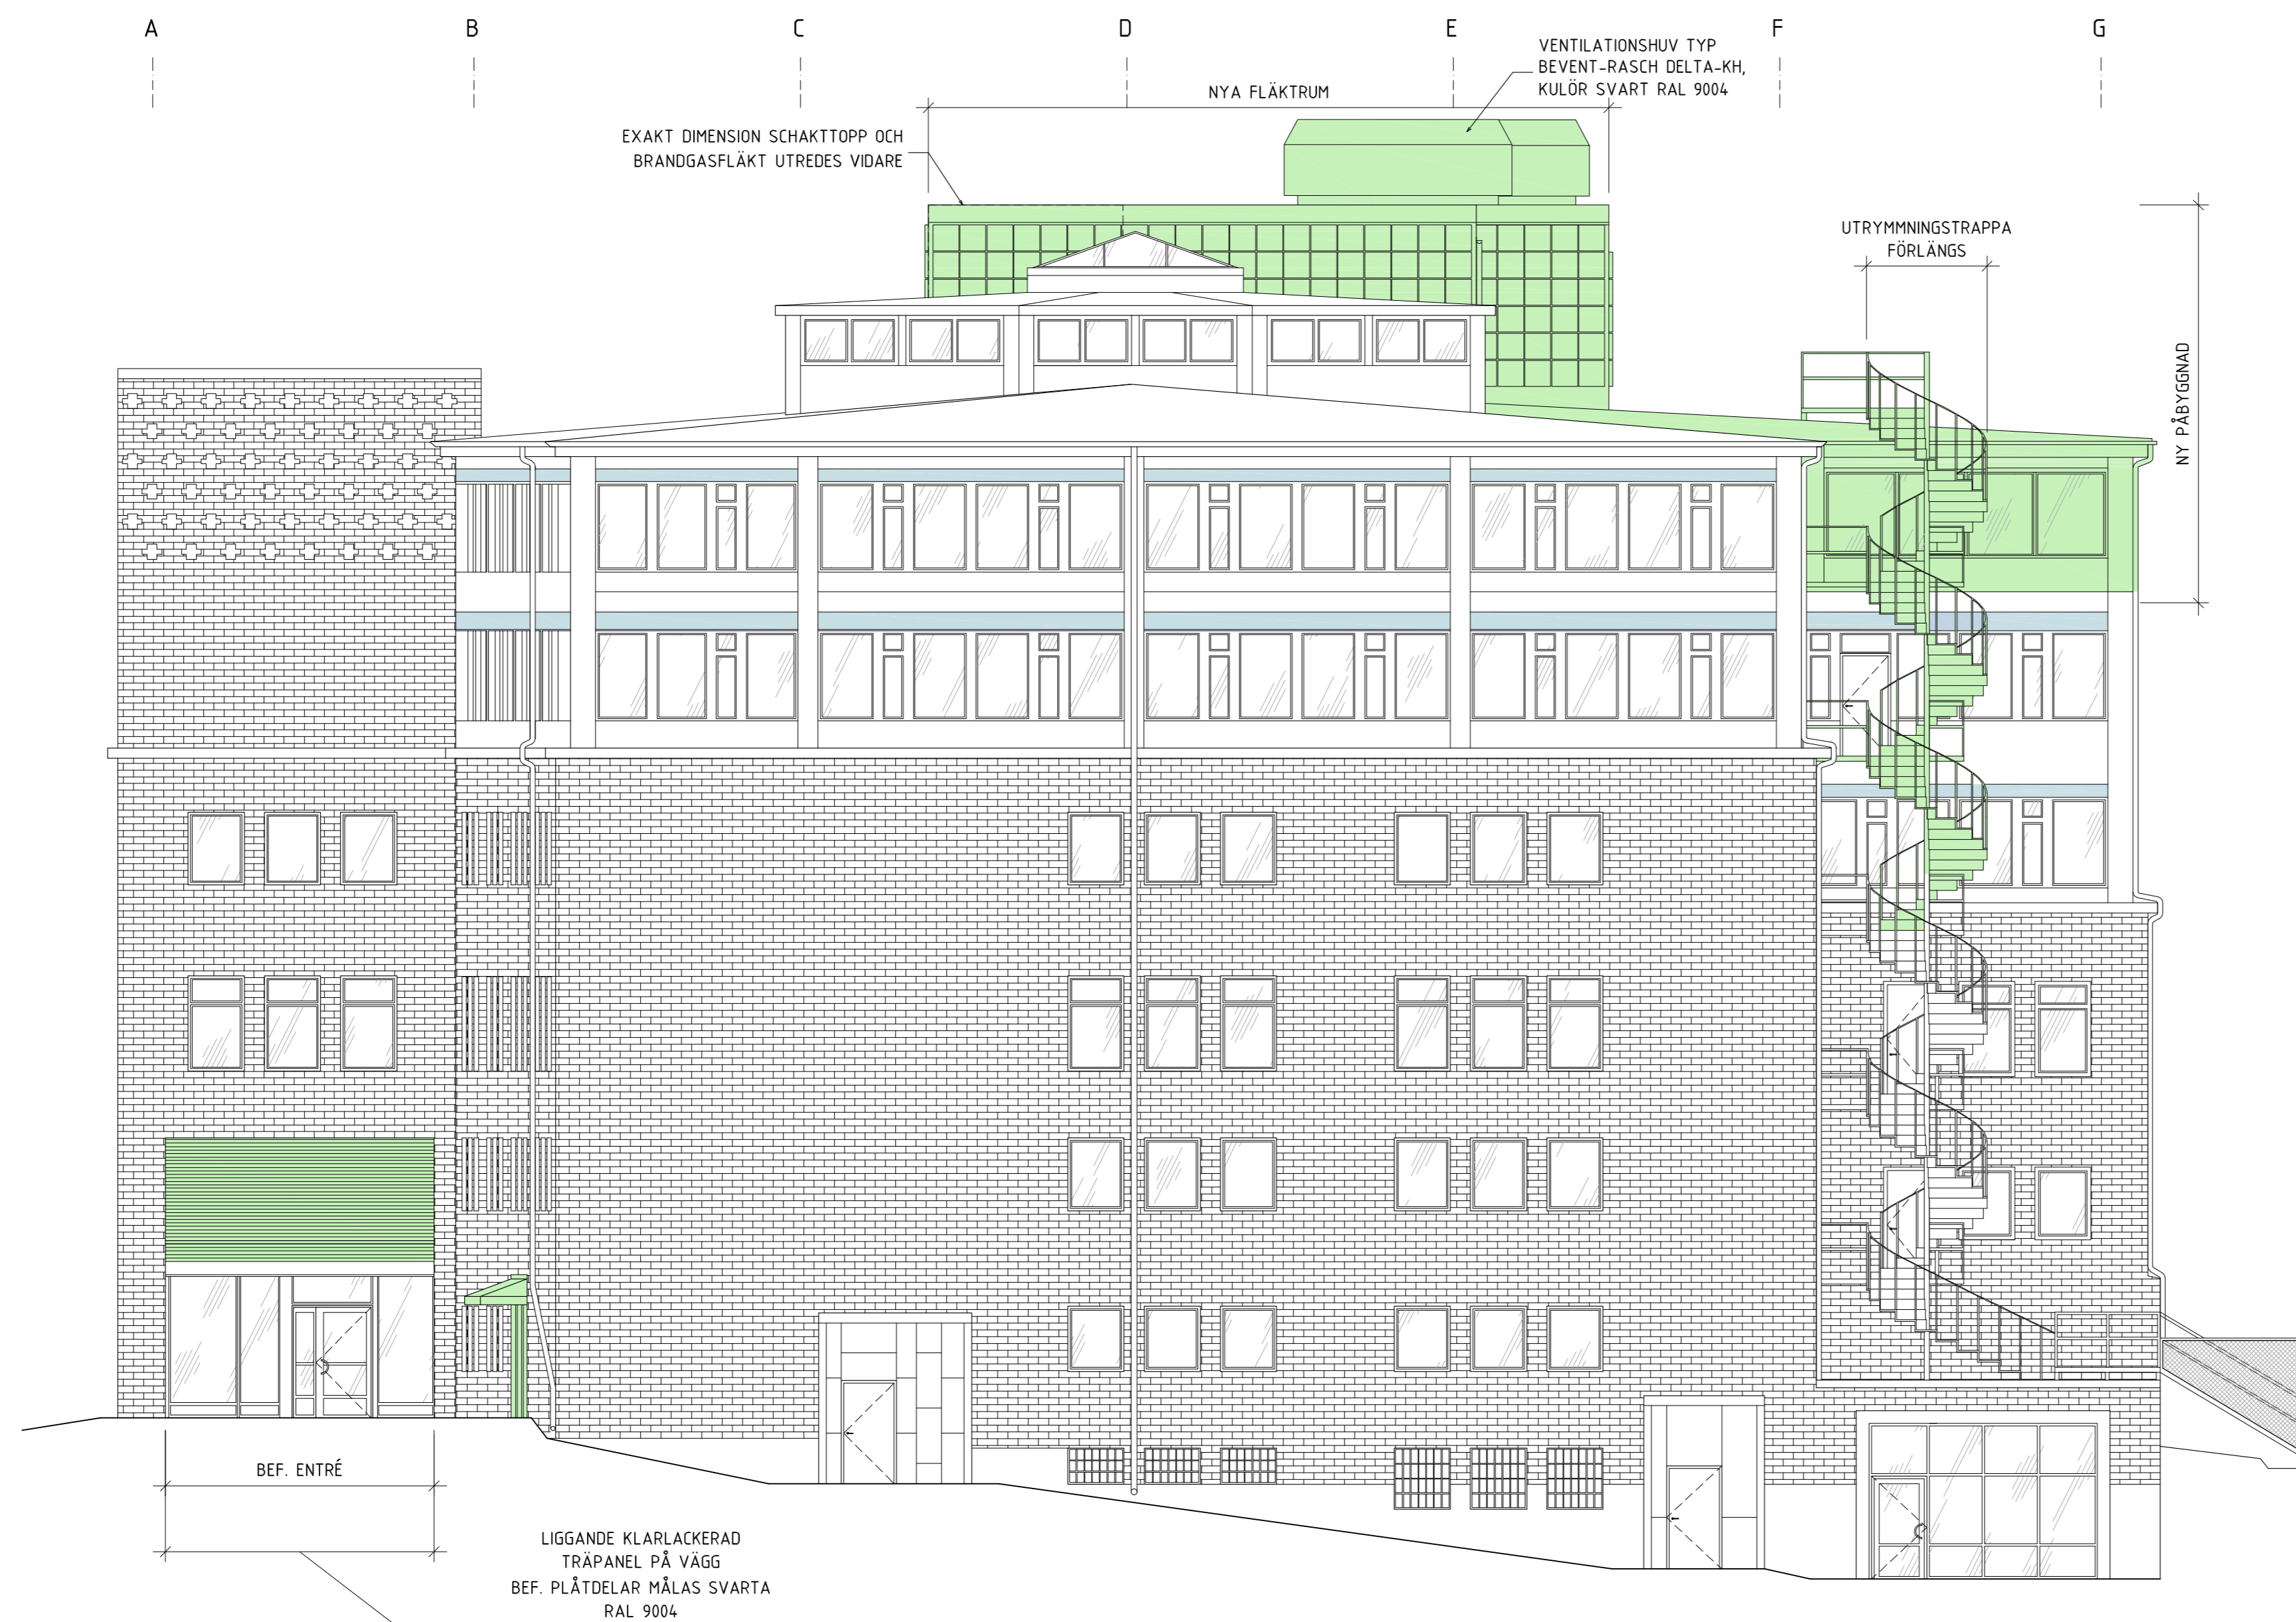 A
B
C
D
E
F
G
VENTILATIONSHUV TYP
BEVENT-RASCH DELTA-KH,
KULÖR SVART RAL 9004
NYA FLÄKTRUM
EXAKT DIMENSION SCHAKTTOPP OCH
BRANDGASFLÄKT UTREDES VIDARE
UTRYMMNINGSTRAPPA
FÖRLÄNGS
NY PÅBYGGNAD
BEF. ENTRÉ
LIGGANDE KLARLACKERAD
TRÄPANEL PÅ VÄGG
BEF. PLÅTDELAR MÅLAS SVARTA
RAL 9004